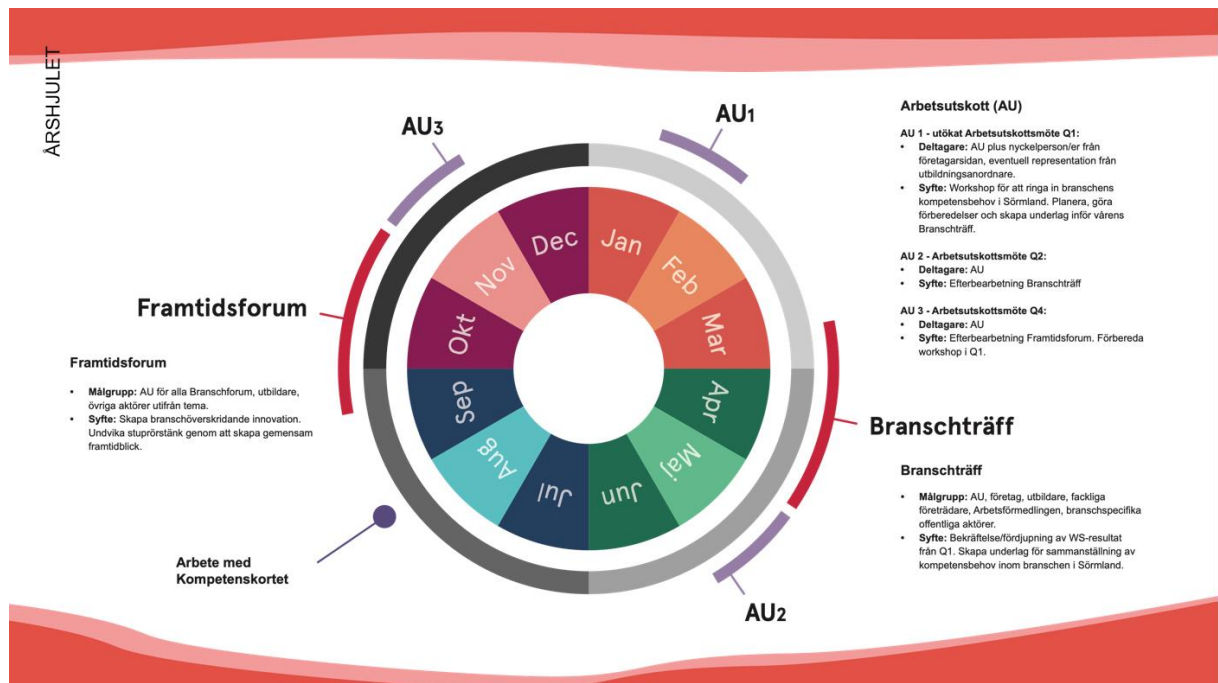 ÅRSHJULET
AU3
AU1
Framtidsforum
Framtidsforum
• Målgrupp: AU för alla Branschforum, utbildare,
övriga aktörer utifrån tema.
• Syfte: Skapa branschöverskridande innovation.
Undvika stuprörstänk genom att skapa gemensam
framtidblick.
Arbete med
Kompetenskortet
Jan
Feb
Mar
Apr
Maj
Jun
Jul
Aug
Sep
Okt
Nov
Dec
AU2
Arbetsutskott (AU)
AU 1 - utökat Arbetsutskottsmöte Q1:
• Deltagare: AU plus nyckelperson/er från
företagarsidan, eventuell representation från
utbildningsanordnare.
• Syfte: Workshop för att ringa in branschens
kompetensbehov i Sörmland. Planera, göra
förberedelser och skapa underlag inför vårens
Branschträff.
AU 2 - Arbetsutskottsmöte Q2:
• Deltagare: AU
• Syfte: Efterbearbetning Branschträff
AU 3 - Arbetsutskottsmöte Q4:
• Deltagare: AU
• Syfte: Efterbearbetning Framtidsforum. Förbereda
workshop i Q1.
Branschträff
Branschträff
• Målgrupp: AU, företag, utbildare, fackliga
företrädare, Arbetsförmedlingen, branschspecifika
offentliga aktörer.
• Syfte: Bekräftelse/fördjupning av WS-resultat
från Q1. Skapa underlag för sammanställning av
kompetensbehov inom branschen i Sörmland.